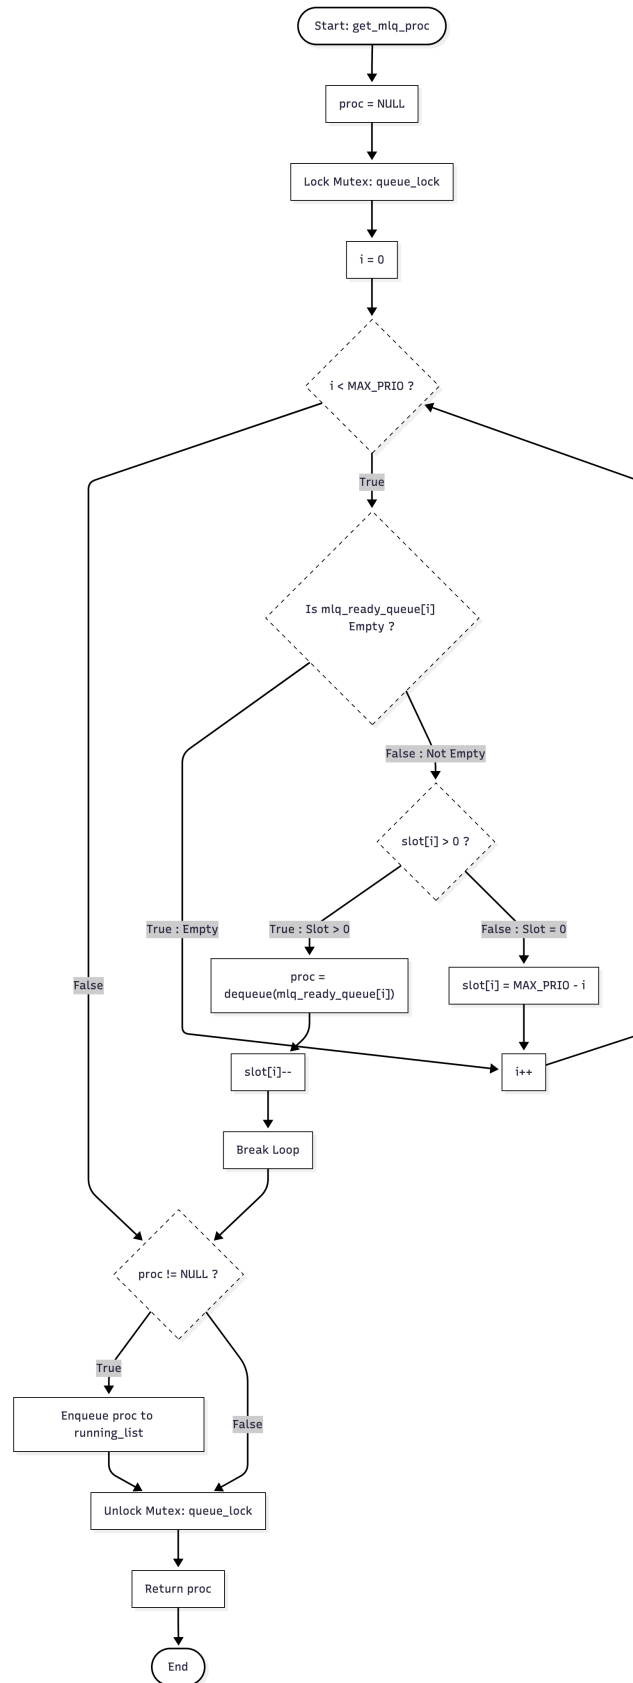 Start: get_mlq_proc
proc = NULL
Lock Mutex: queue_lock
i = 0
i < MAX_PRIO ?
True
Is mlq_ready_queue[i]
Empty ?
False : Not Empty
slot[i] > 0 ?
True : Empty
True : Slot > 0
False : Slot = 0
proc =
dequeue(mlq_ready_queue[i])
slot[i] = MAX_PRIO - i
False
slot[i]--
i++
Break Loop
proc != NULL ?
True
Enqueue proc to
running_list
False
Unlock Mutex: queue_lock
Return proc
End